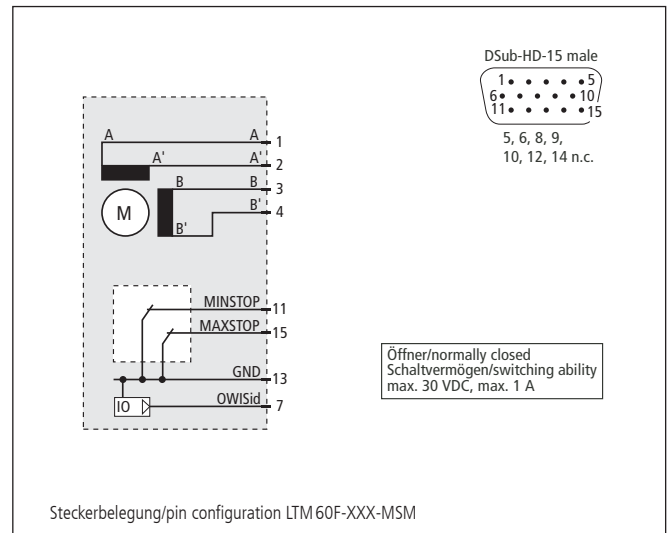 DSub-HD-15 male
1 5
6 10
11 15
5, 6, 8, 9,
10, 12, 14 n.c.
A A 1
A' A' 2
B B 3
B' 4
M
B'
MINSTOP 11
MAXSTOP 15
GND 13
IO OWISid 7
Öffner/normally closed
Schaltvermögen/switching ability
max. 30 VDC, max. 1 A
Steckerbelegung/pin configuration LTM 60F-XXX-MSM